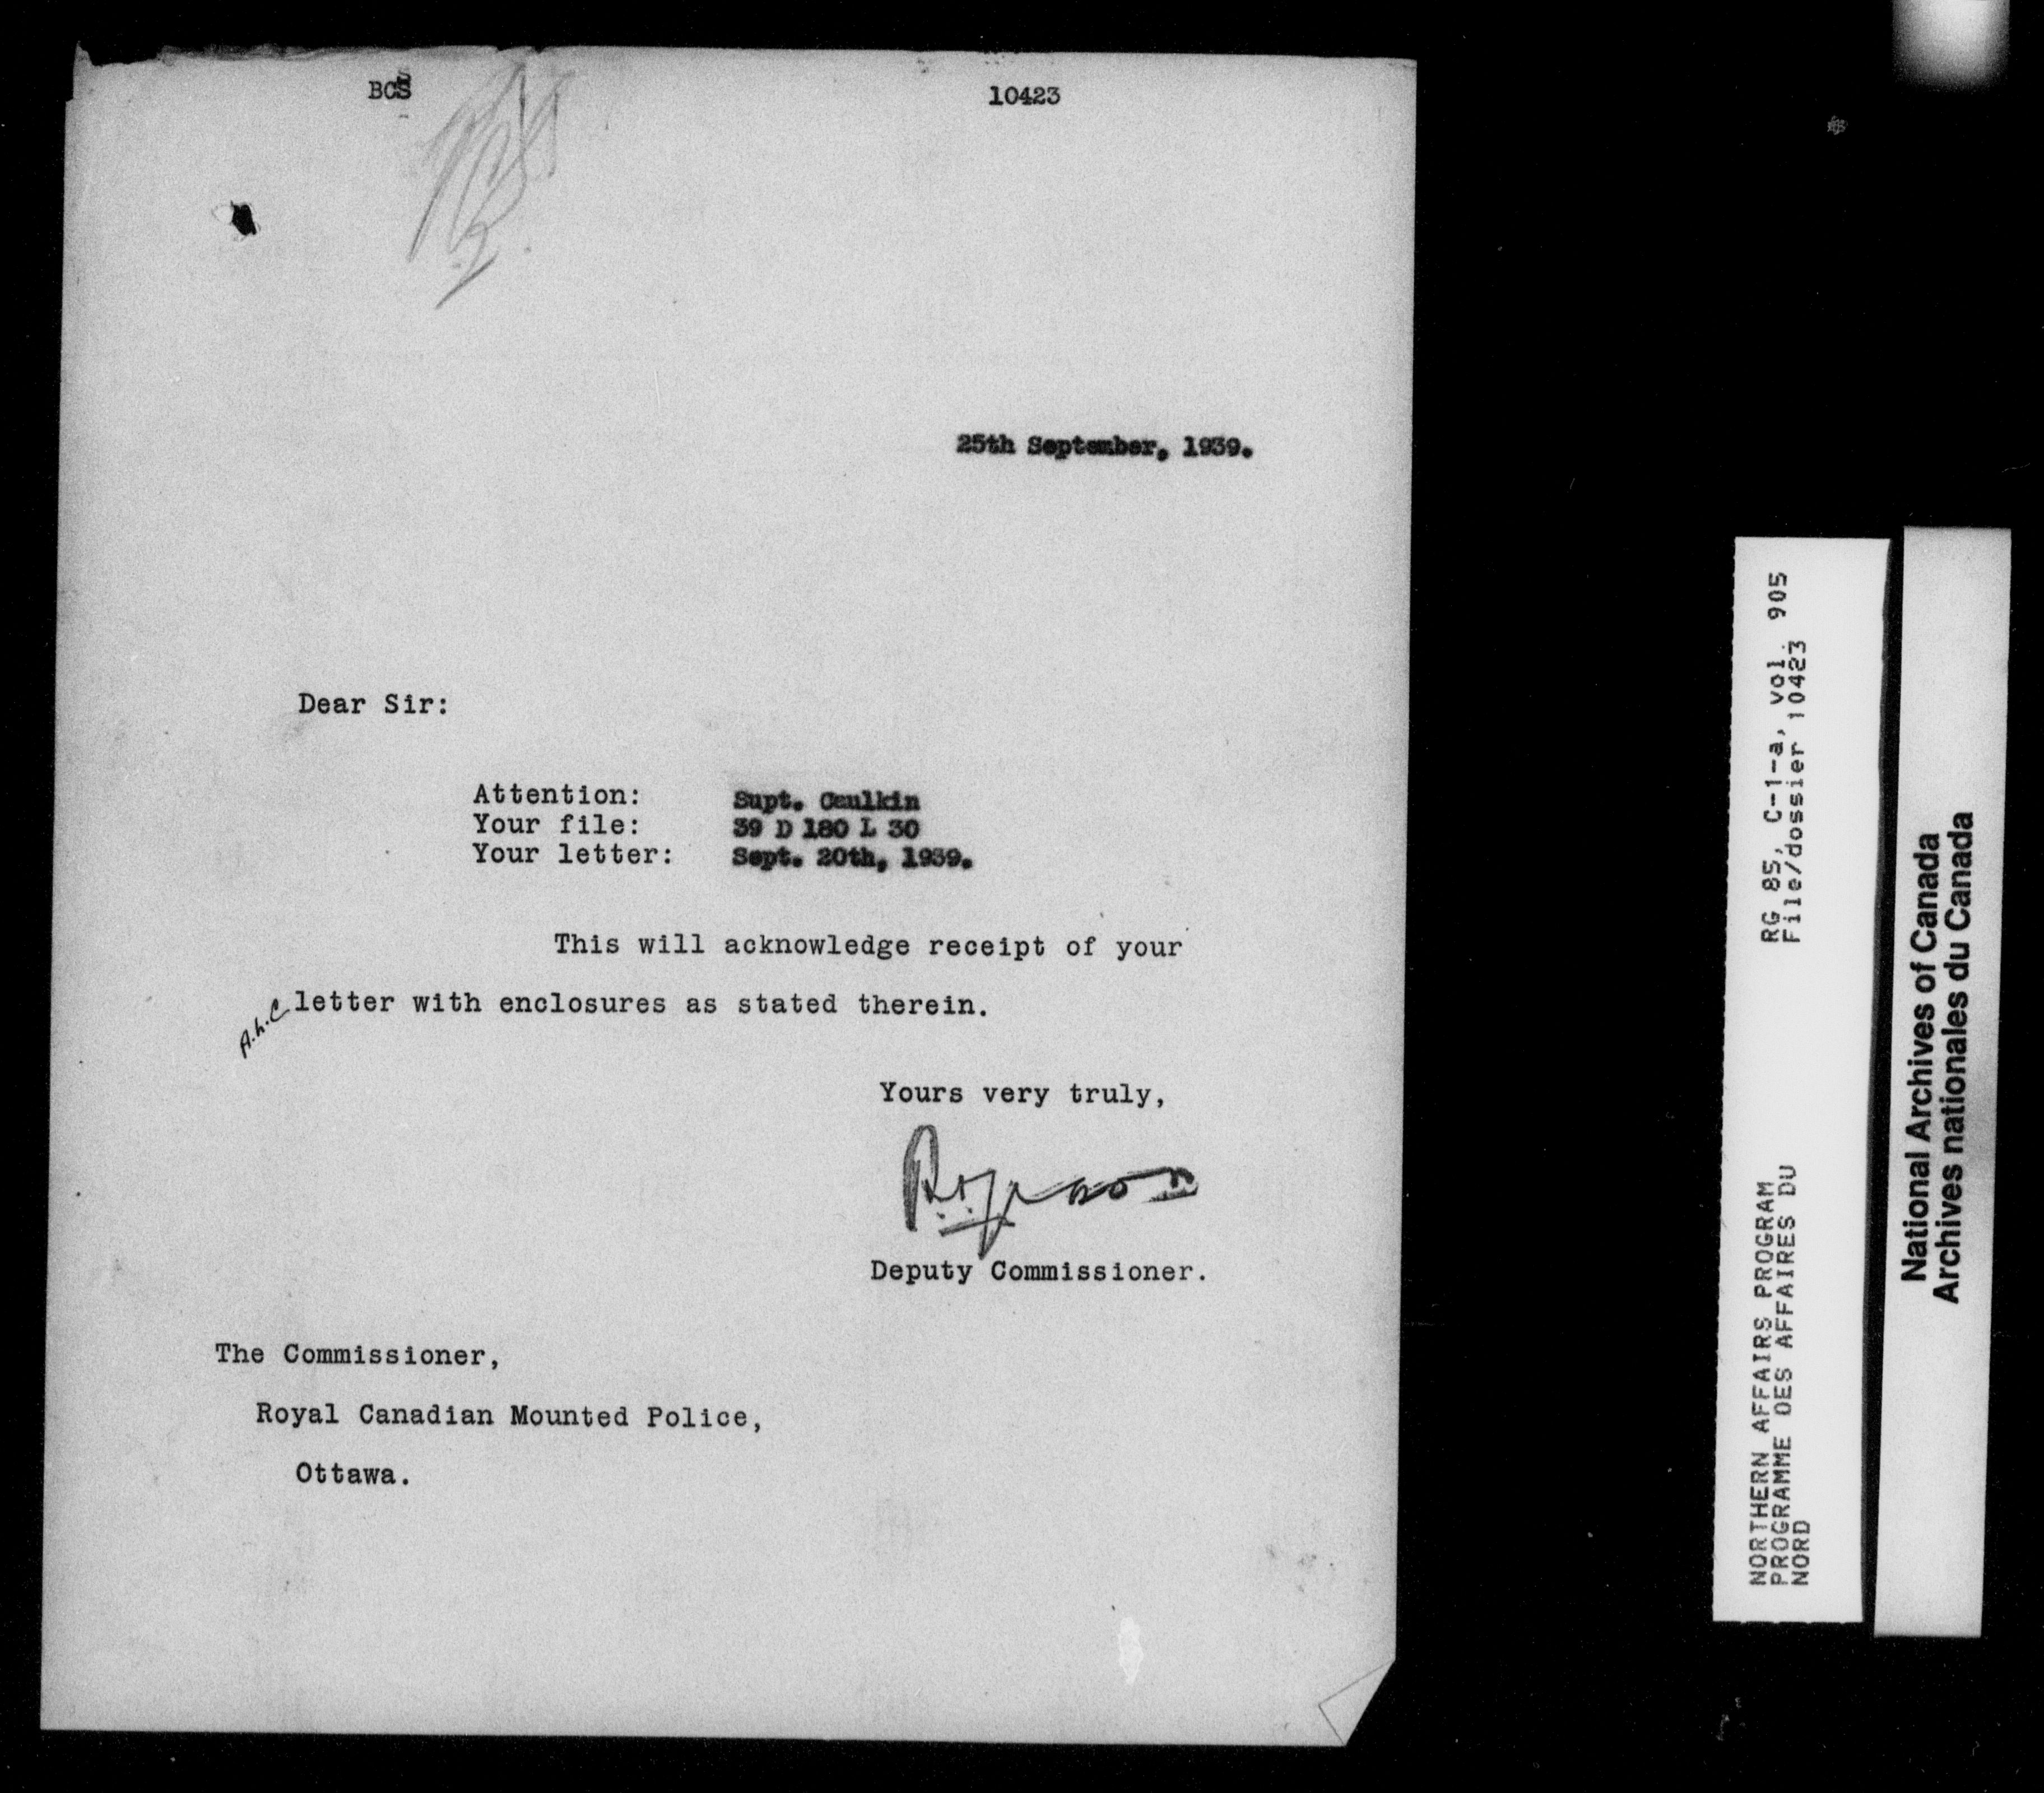 BCS
10423
25th September, 1939.
Dear Sir:
Attention: Supt. Caulkin
Your file: 39 D 180 L 30
Your letter: Sept. 20th, 1939.
This will acknowledge receipt of your
A.h.C letter with enclosures as stated therein.
Yours very truly,
Deputy Commissioner.
The Commissioner,
Royal Canadian Mounted Police,
Ottawa.
RG 85, C-1-a, vol. 905
File/dossier 10423
NORTHERN AFFAIRS PROGRAM
PROGRAMME DES AFFAIRES DU
NORD
National Archives of Canada
Archives nationales du Canada